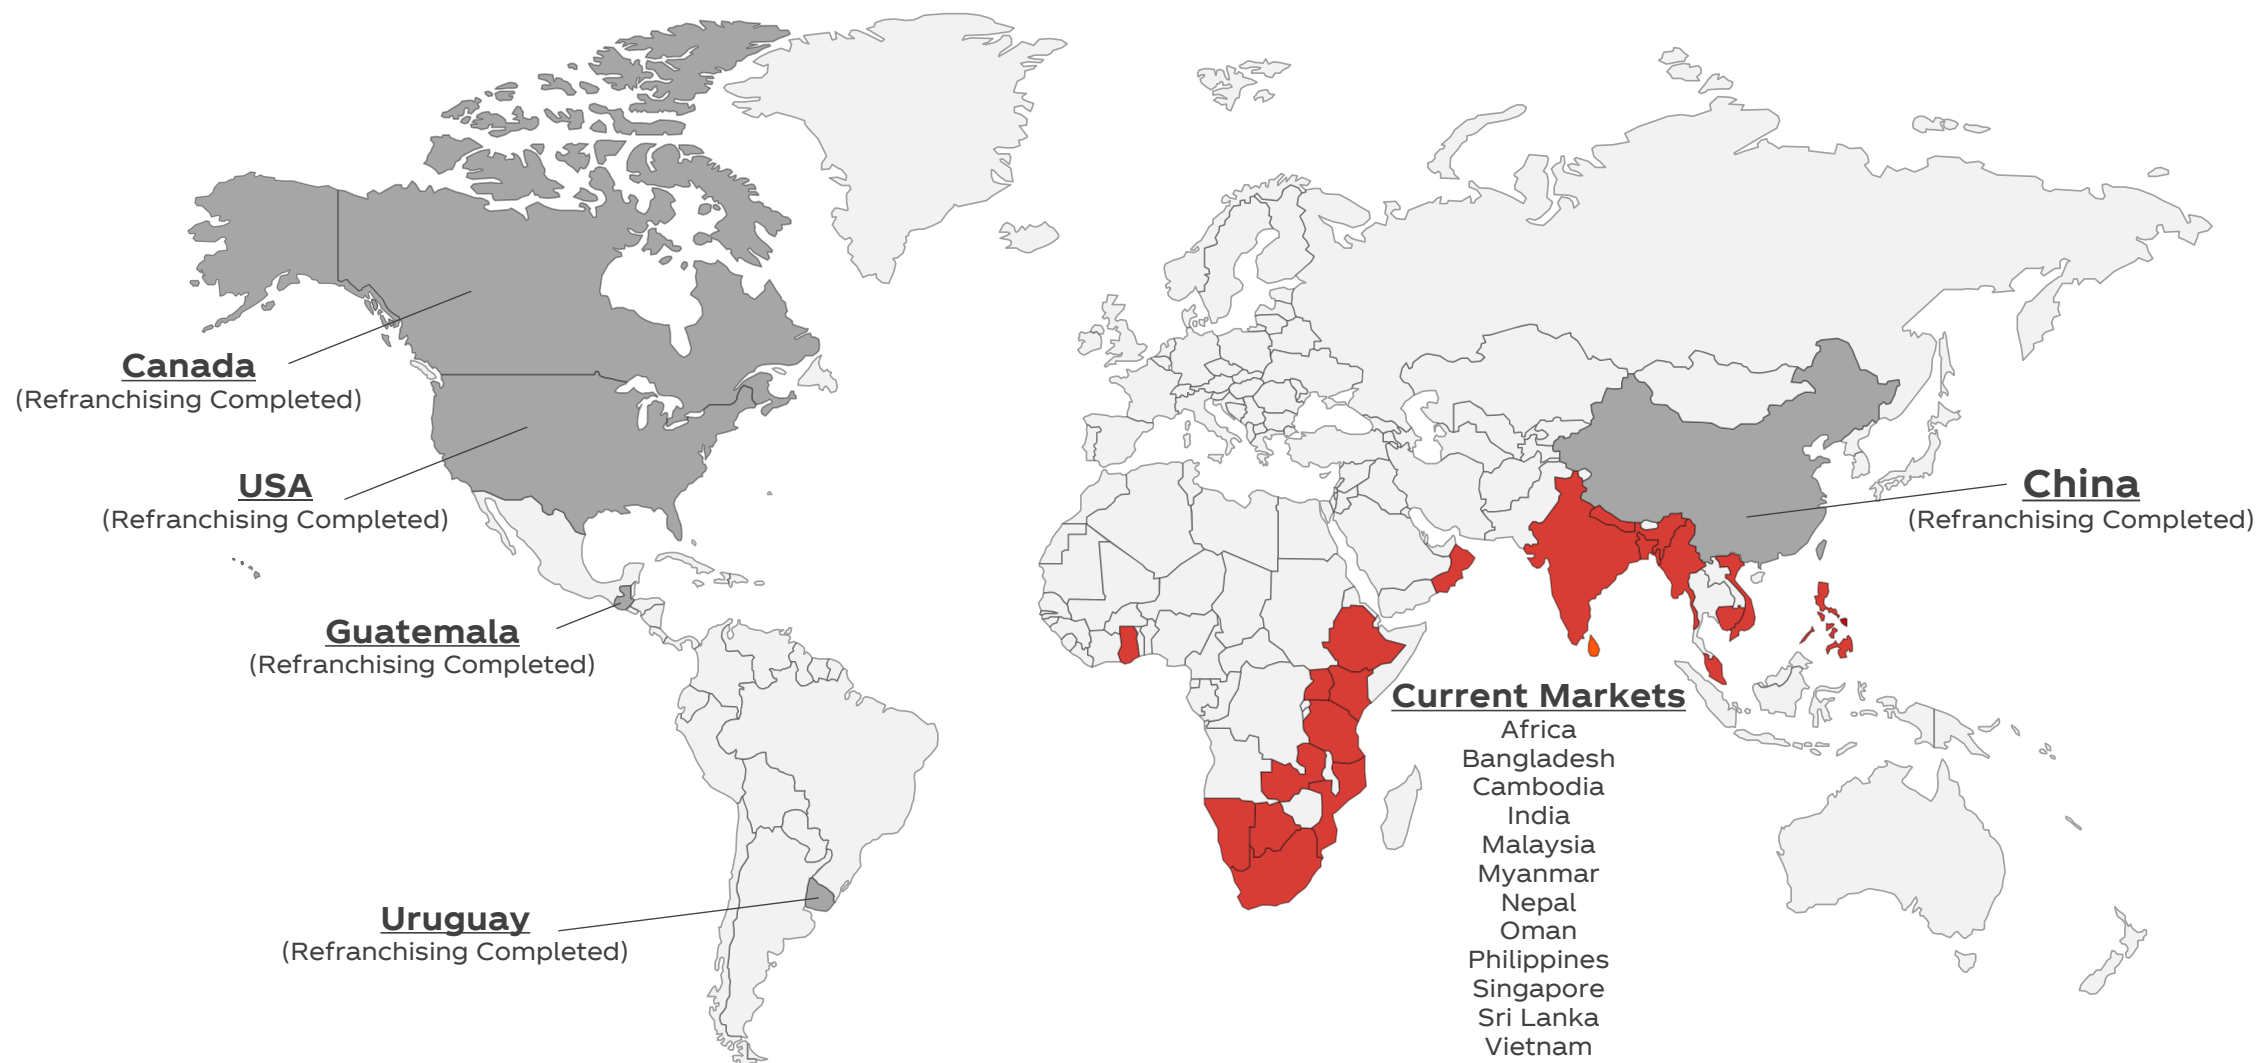 Canada
(Refranchising Completed)
USA
(Refranchising Completed)
China
(Refranchising Completed)
Guatemala
(Refranchising Completed)
Uruguay
(Refranchising Completed)
Current Markets
Africa
Bangladesh
Cambodia
India
Malaysia
Myanmar
Nepal
Oman
Philippines
Singapore
Sri Lanka
Vietnam